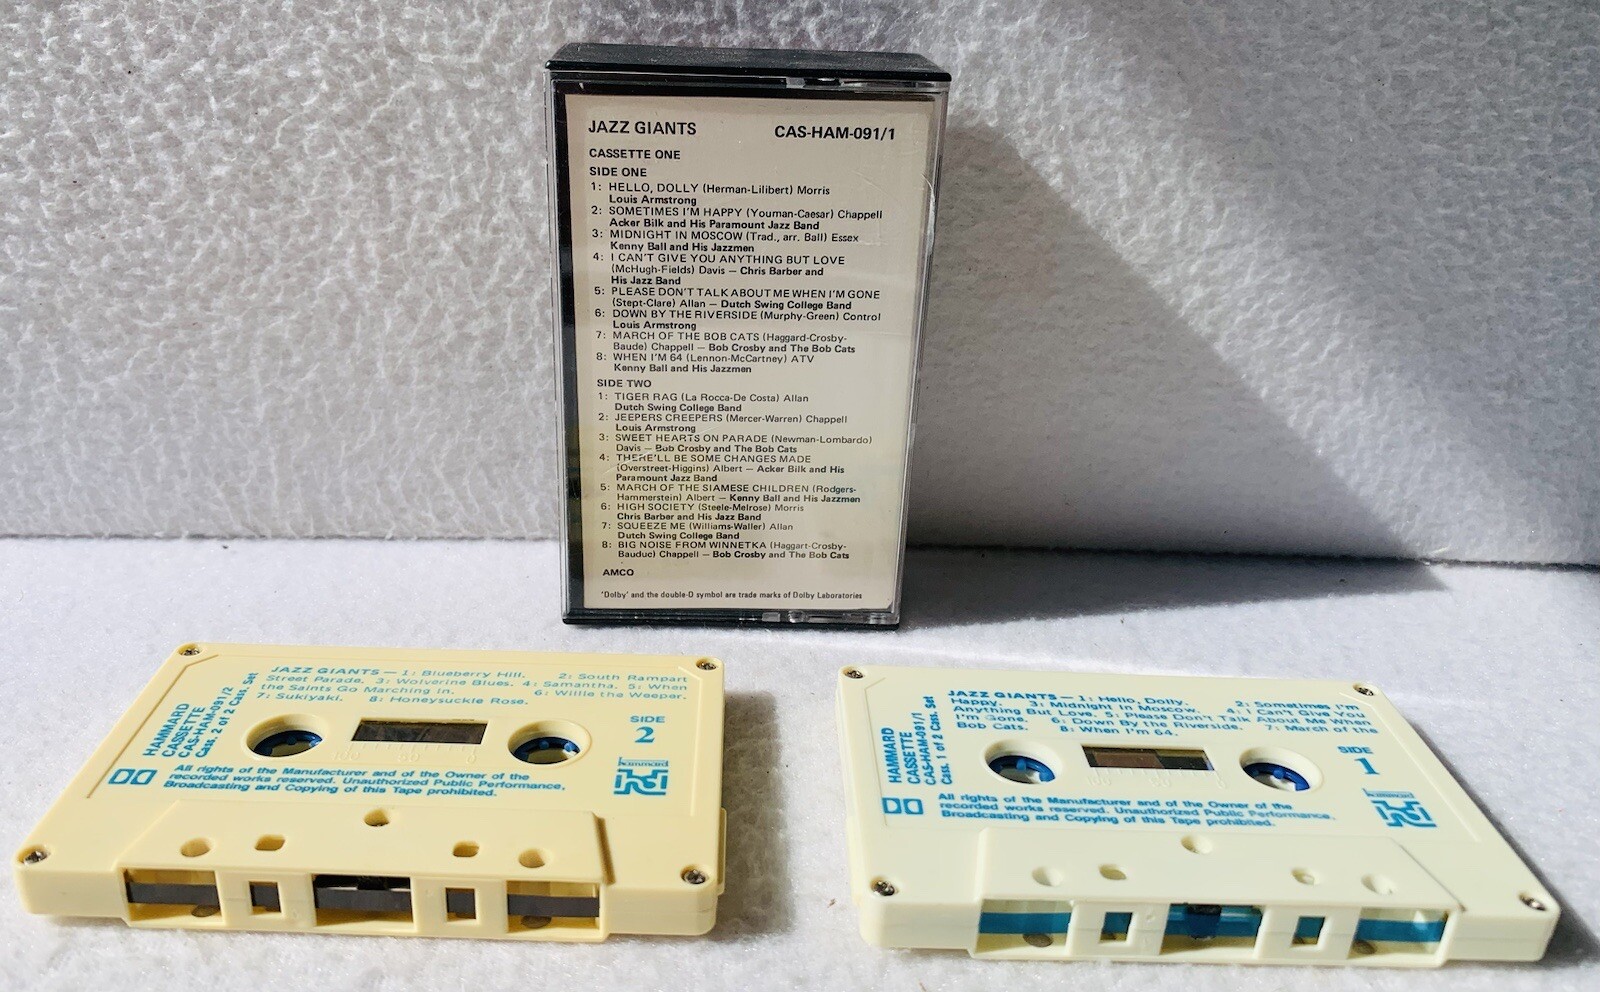 JAZZ GIANTS CAS-HAM-091/1
CASSETTE ONE
SIDE ONE
1: HELLO, DOLLY (Herman-Lilibert) Morris
Louis Armstrong
2: SOMETIMES I'M HAPPY (Youman-Caesar) Chappell
Acker Bilk and His Paramount Jazz Band
3: MIDNIGHT IN MOSCOW (Trad., arr. Ball) Essex
Kenny Ball and His Jazzmen
4: I CAN'T GIVE YOU ANYTHING BUT LOVE
(McHugh-Fields) Davis — Chris Barber and
His Jazz Band
5: PLEASE DON'T TALK ABOUT ME WHEN I'M GONE
(Stept-Clare) Allan — Dutch Swing College Band
6: DOWN BY THE RIVERSIDE (Murphy-Green) Control
Louis Armstrong
7: MARCH OF THE BOB CATS (Haggard-Crosby-
Baude) Chappell — Bob Crosby and The Bob Cats
8: WHEN I'M 64 (Lennon-McCartney) ATV
Kenny Ball and His Jazzmen
SIDE TWO
1: TIGER RAG (La Rocca-De Costa) Allan
Dutch Swing College Band
2: JEEPERS CREEPERS (Mercer-Warren) Chappell
Louis Armstrong
3: SWEET HEARTS ON PARADE (Newman-Lombardo)
Davis — Bob Crosby and The Bob Cats
4: THERE'LL BE SOME CHANGES MADE
(Overstreet-Higgins) Albert — Acker Bilk and His
Paramount Jazz Band
5: MARCH OF THE SIAMESE CHILDREN (Rodgers-
Hammerstein) Albert — Kenny Ball and His Jazzmen
6: HIGH SOCIETY (Steele-Melrose) Morris
Chris Barber and His Jazz Band
7: SQUEEZE ME (Williams-Waller) Allan
Dutch Swing College Band
8: BIG NOISE FROM WINNETKA (Haggart-Crosby-
Bauduc) Chappell — Bob Crosby and The Bob Cats
AMCO
'Dolby' and the double-D symbol are trade marks of Dolby Laboratories
JAZZ GIANTS — 1: Blueberry Hill. 2: South Rampart
Street Parade. 3: Wolverine Blues. 4: Samantha. 5: When
the Saints Go Marching In. 6: Willie the Weeper.
7: Sukiyaki. 8: Honeysuckle Rose.
HAMMARD
CASSETTE
CAS-HAM-091/2
Cass. 2 of 2 Cass. Set
SIDE
2
100 50 0
All rights of the Manufacturer and of the Owner of the
recorded works reserved. Unauthorized Public Performance,
Broadcasting and Copying of this Tape prohibited.
hammard
JAZZ GIANTS — 1: Hello, Dolly. 2: Sometimes I'm
Happy. 3: Midnight In Moscow. 4: I Can't Give You
Anything But Love. 5: Please Don't Talk About Me When
I'm Gone. 6: Down By the Riverside. 7: March of the
Bob Cats. 8: When I'm 64.
HAMMARD
CASSETTE
CAS-HAM-091/1
Cass. 1 of 2 Cass. Set
SIDE
1
All rights of the Manufacturer and of the Owner of the
recorded works reserved. Unauthorized Public Performance,
Broadcasting and Copying of this Tape prohibited.
hammard